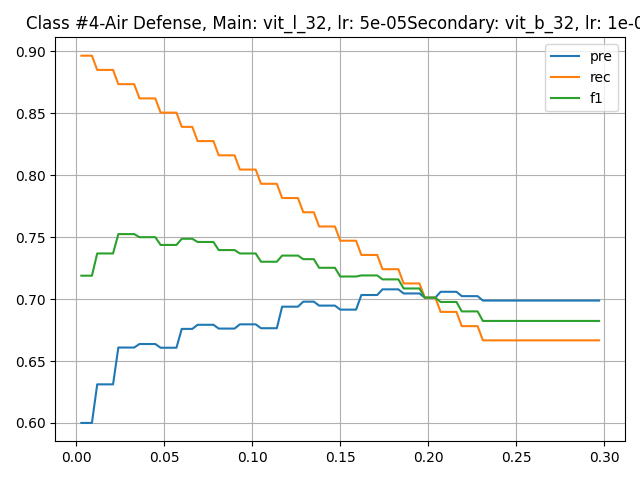 Class #4-Air Defense, Main: vit_l_32, lr: 5e-05Secondary: vit_b_32, lr: 1e-0
pre
rec
f1
0.90
0.85
0.80
0.75
0.70
0.65
0.60
0.00 0.05 0.10 0.15 0.20 0.25 0.30